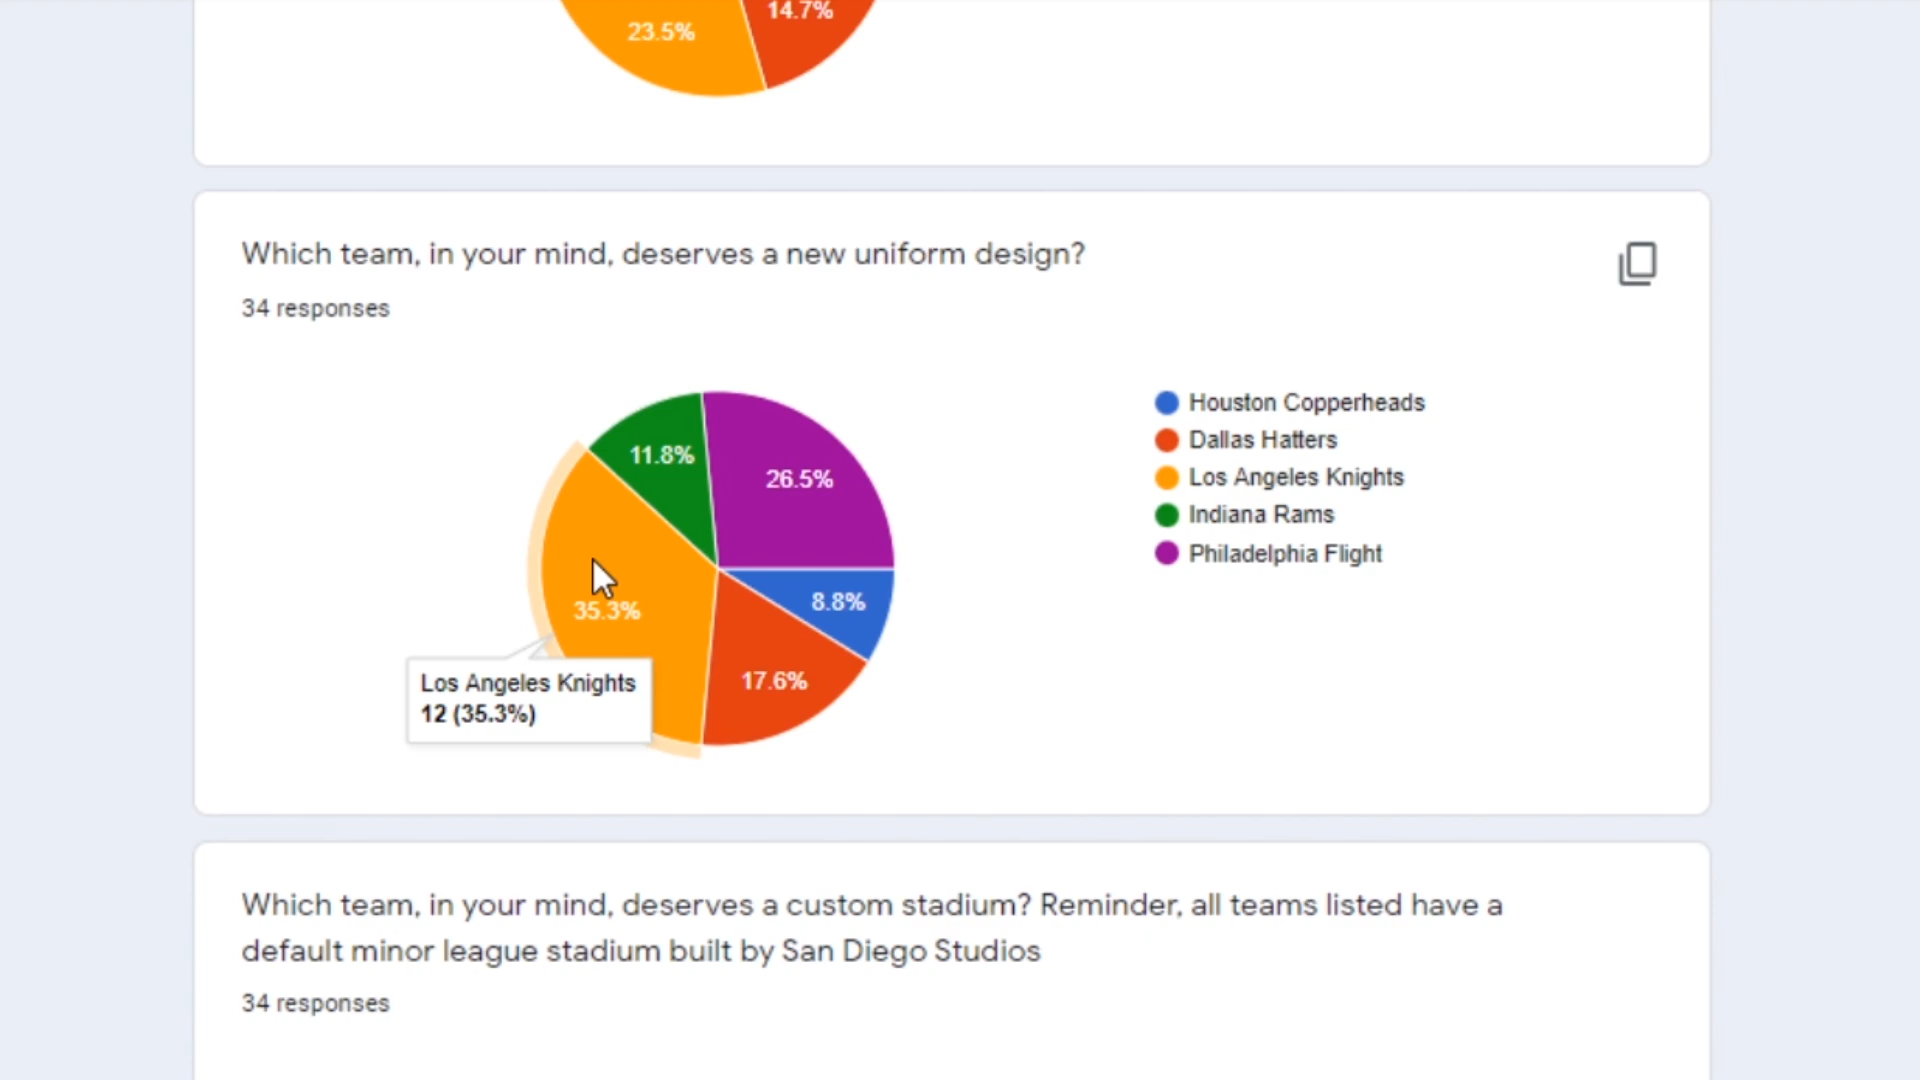 14.7%
23.5%
Which team, in your mind, deserves a new uniform design?
34 responses
11.8%
26.5%
35.3%
8.8%
17.6%
Los Angeles Knights
12 (35.3%)
Houston Copperheads
Dallas Hatters
Los Angeles Knights
Indiana Rams
Philadelphia Flight
Which team, in your mind, deserves a custom stadium? Reminder, all teams listed have a
default minor league stadium built by San Diego Studios
34 responses